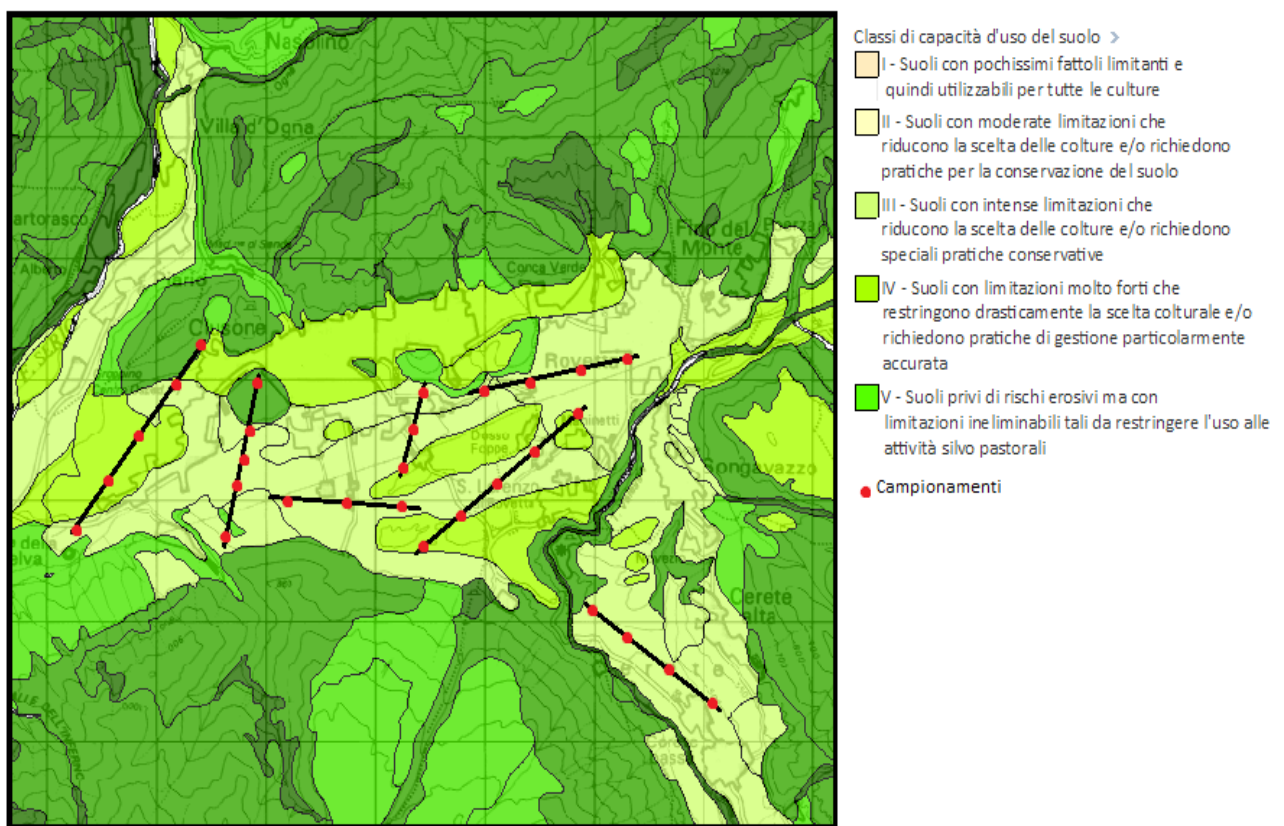 Nasolino
Villa d'Ogna
Fino del
Monte
Conca Verde
Clusone
Rovetta
Dosso
Foppe
S. Lorenzo
Rovetta
Songavazzo
Cerete
alta
Classi di capacità d'uso del suolo >
I - Suoli con pochissimi fattoli limitanti e
quindi utilizzabili per tutte le culture
II - Suoli con moderate limitazioni che
riducono la scelta delle colture e/o richiedono
pratiche per la conservazione del suolo
III - Suoli con intense limitazioni che
riducono la scelta delle colture e/o richiedono
speciali pratiche conservative
IV - Suoli con limitazioni molto forti che
restringono drasticamente la scelta colturale e/o
richiedono pratiche di gestione particolarmente
accurata
V - Suoli privi di rischi erosivi ma con
limitazioni ineliminabili tali da restringere l'uso alle
attività silvo pastorali
Campionamenti